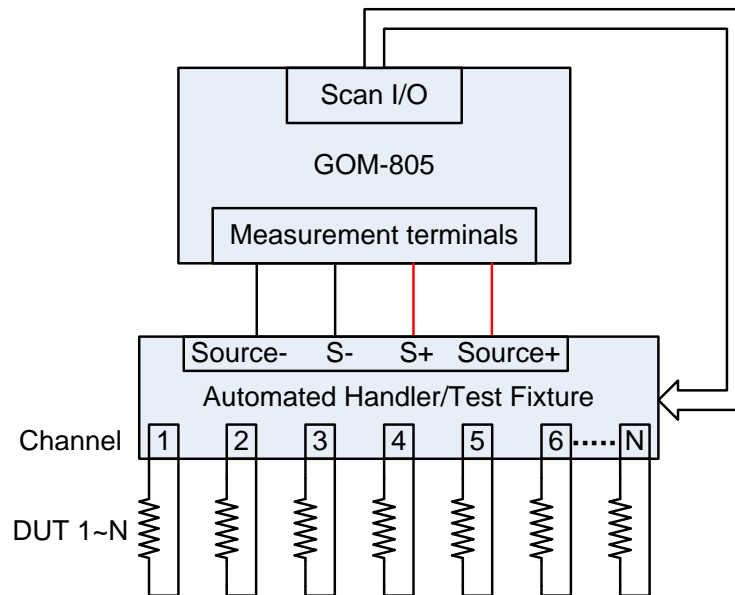 Scan I/O
GOM-805
Measurement terminals
Source- S- S+ Source+
Automated Handler/Test Fixture
Channel 1 2 3 4 5 6 ..... N
DUT 1~N